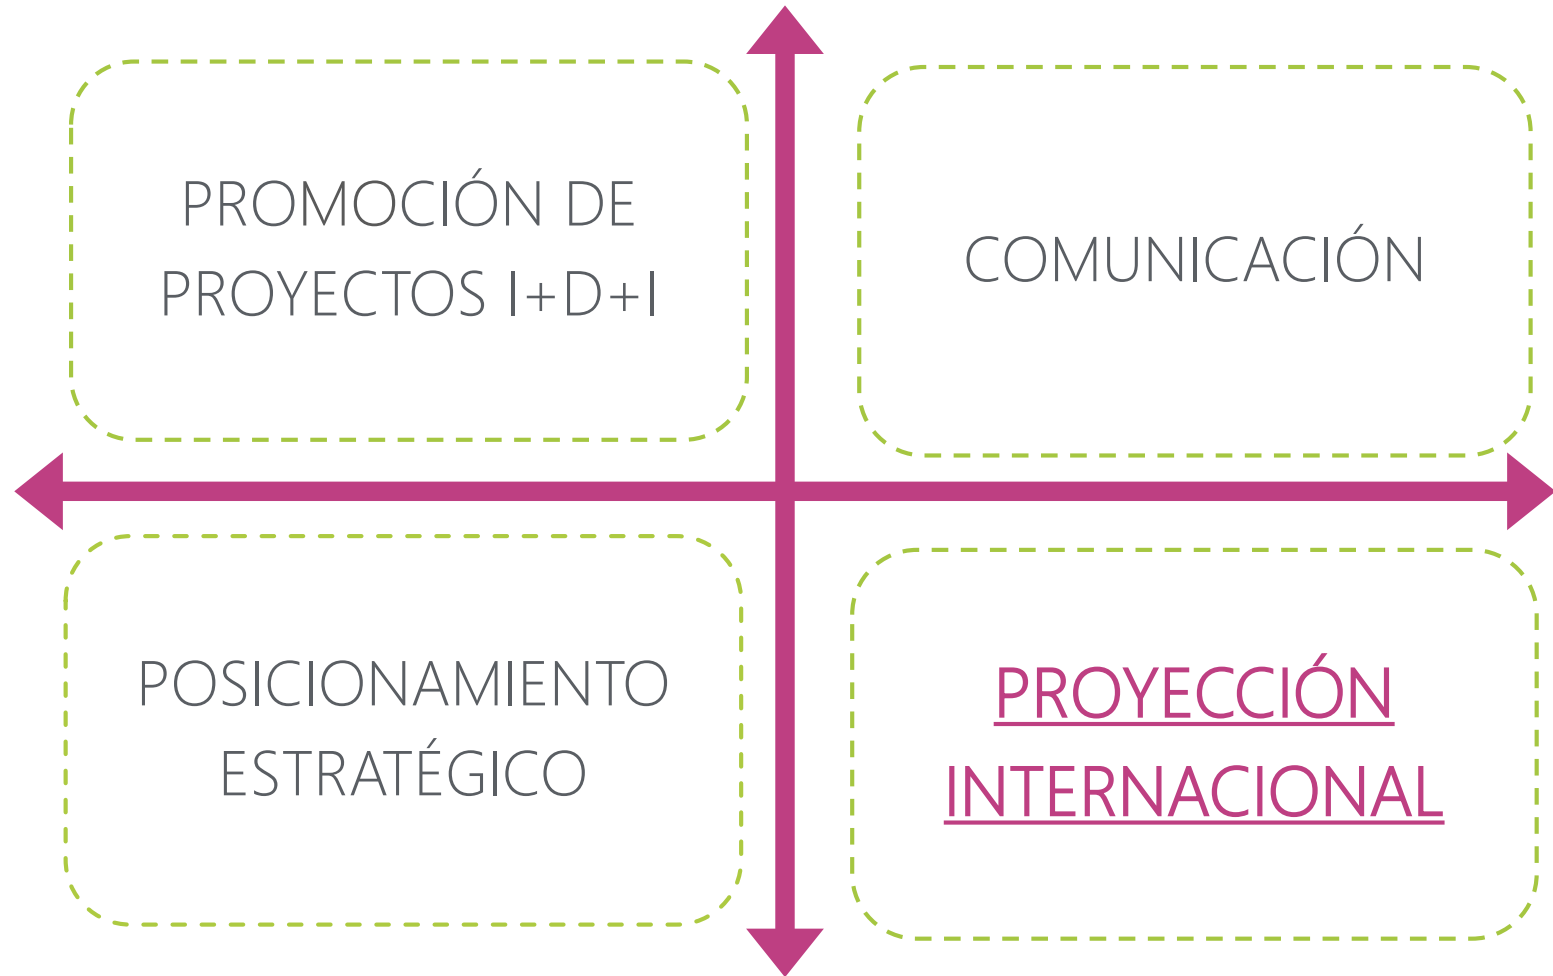 PROMOCIÓN DE
PROYECTOS I+D+I
COMUNICACIÓN
POSICIONAMIENTO
ESTRATÉGICO
PROYECCIÓN
INTERNACIONAL